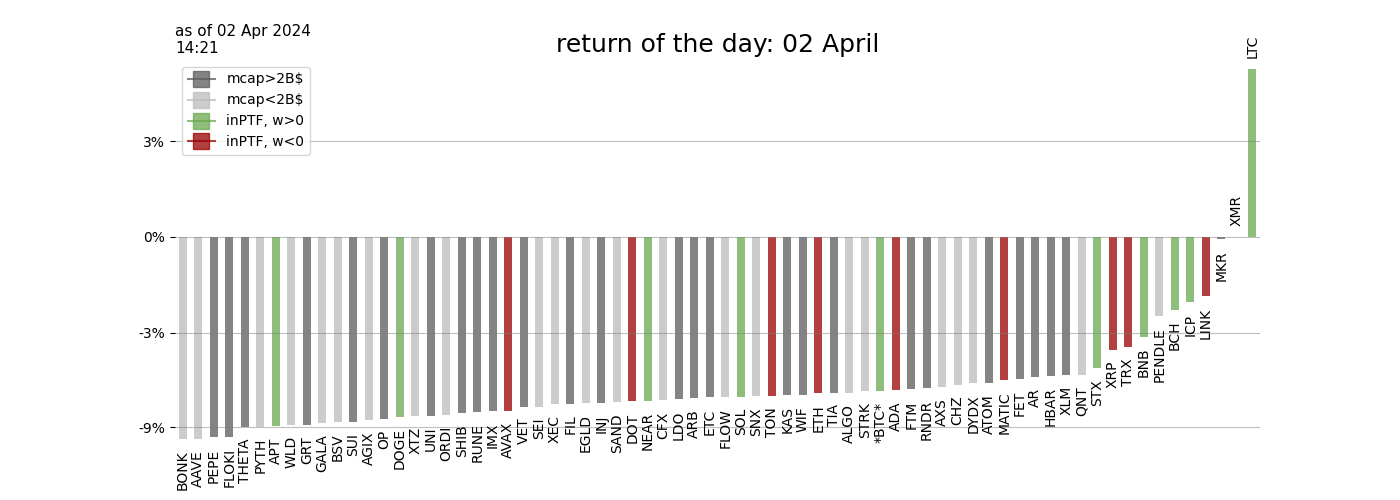 as of 02 Apr 2024
14:21
return of the day: 02 April
mcap>2B$
mcap<2B$
inPTF, w>0
inPTF, w<0
3%
0%
-3%
-9%
BONK
AAVE
PEPE
FLOKI
THETA
PYTH
APT
WLD
GRT
GALA
BSV
SUI
AGIX
OP
DOGE
XTZ
UNI
ORDI
SHIB
RUNE
IMX
AVAX
VET
SEI
XEC
FIL
EGLD
INJ
SAND
DOT
NEAR
CFX
LDO
ARB
ETC
FLOW
SOL
SNX
TON
KAS
WIF
ETH
TIA
ALGO
STRK
*BTC*
ADA
FTM
RNDR
AXS
CHZ
DYDX
ATOM
MATIC
FET
AR
HBAR
XLM
QNT
STX
XRP
TRX
BNB
PENDLE
BCH
ICP
LINK
MKR
XMR
LTC